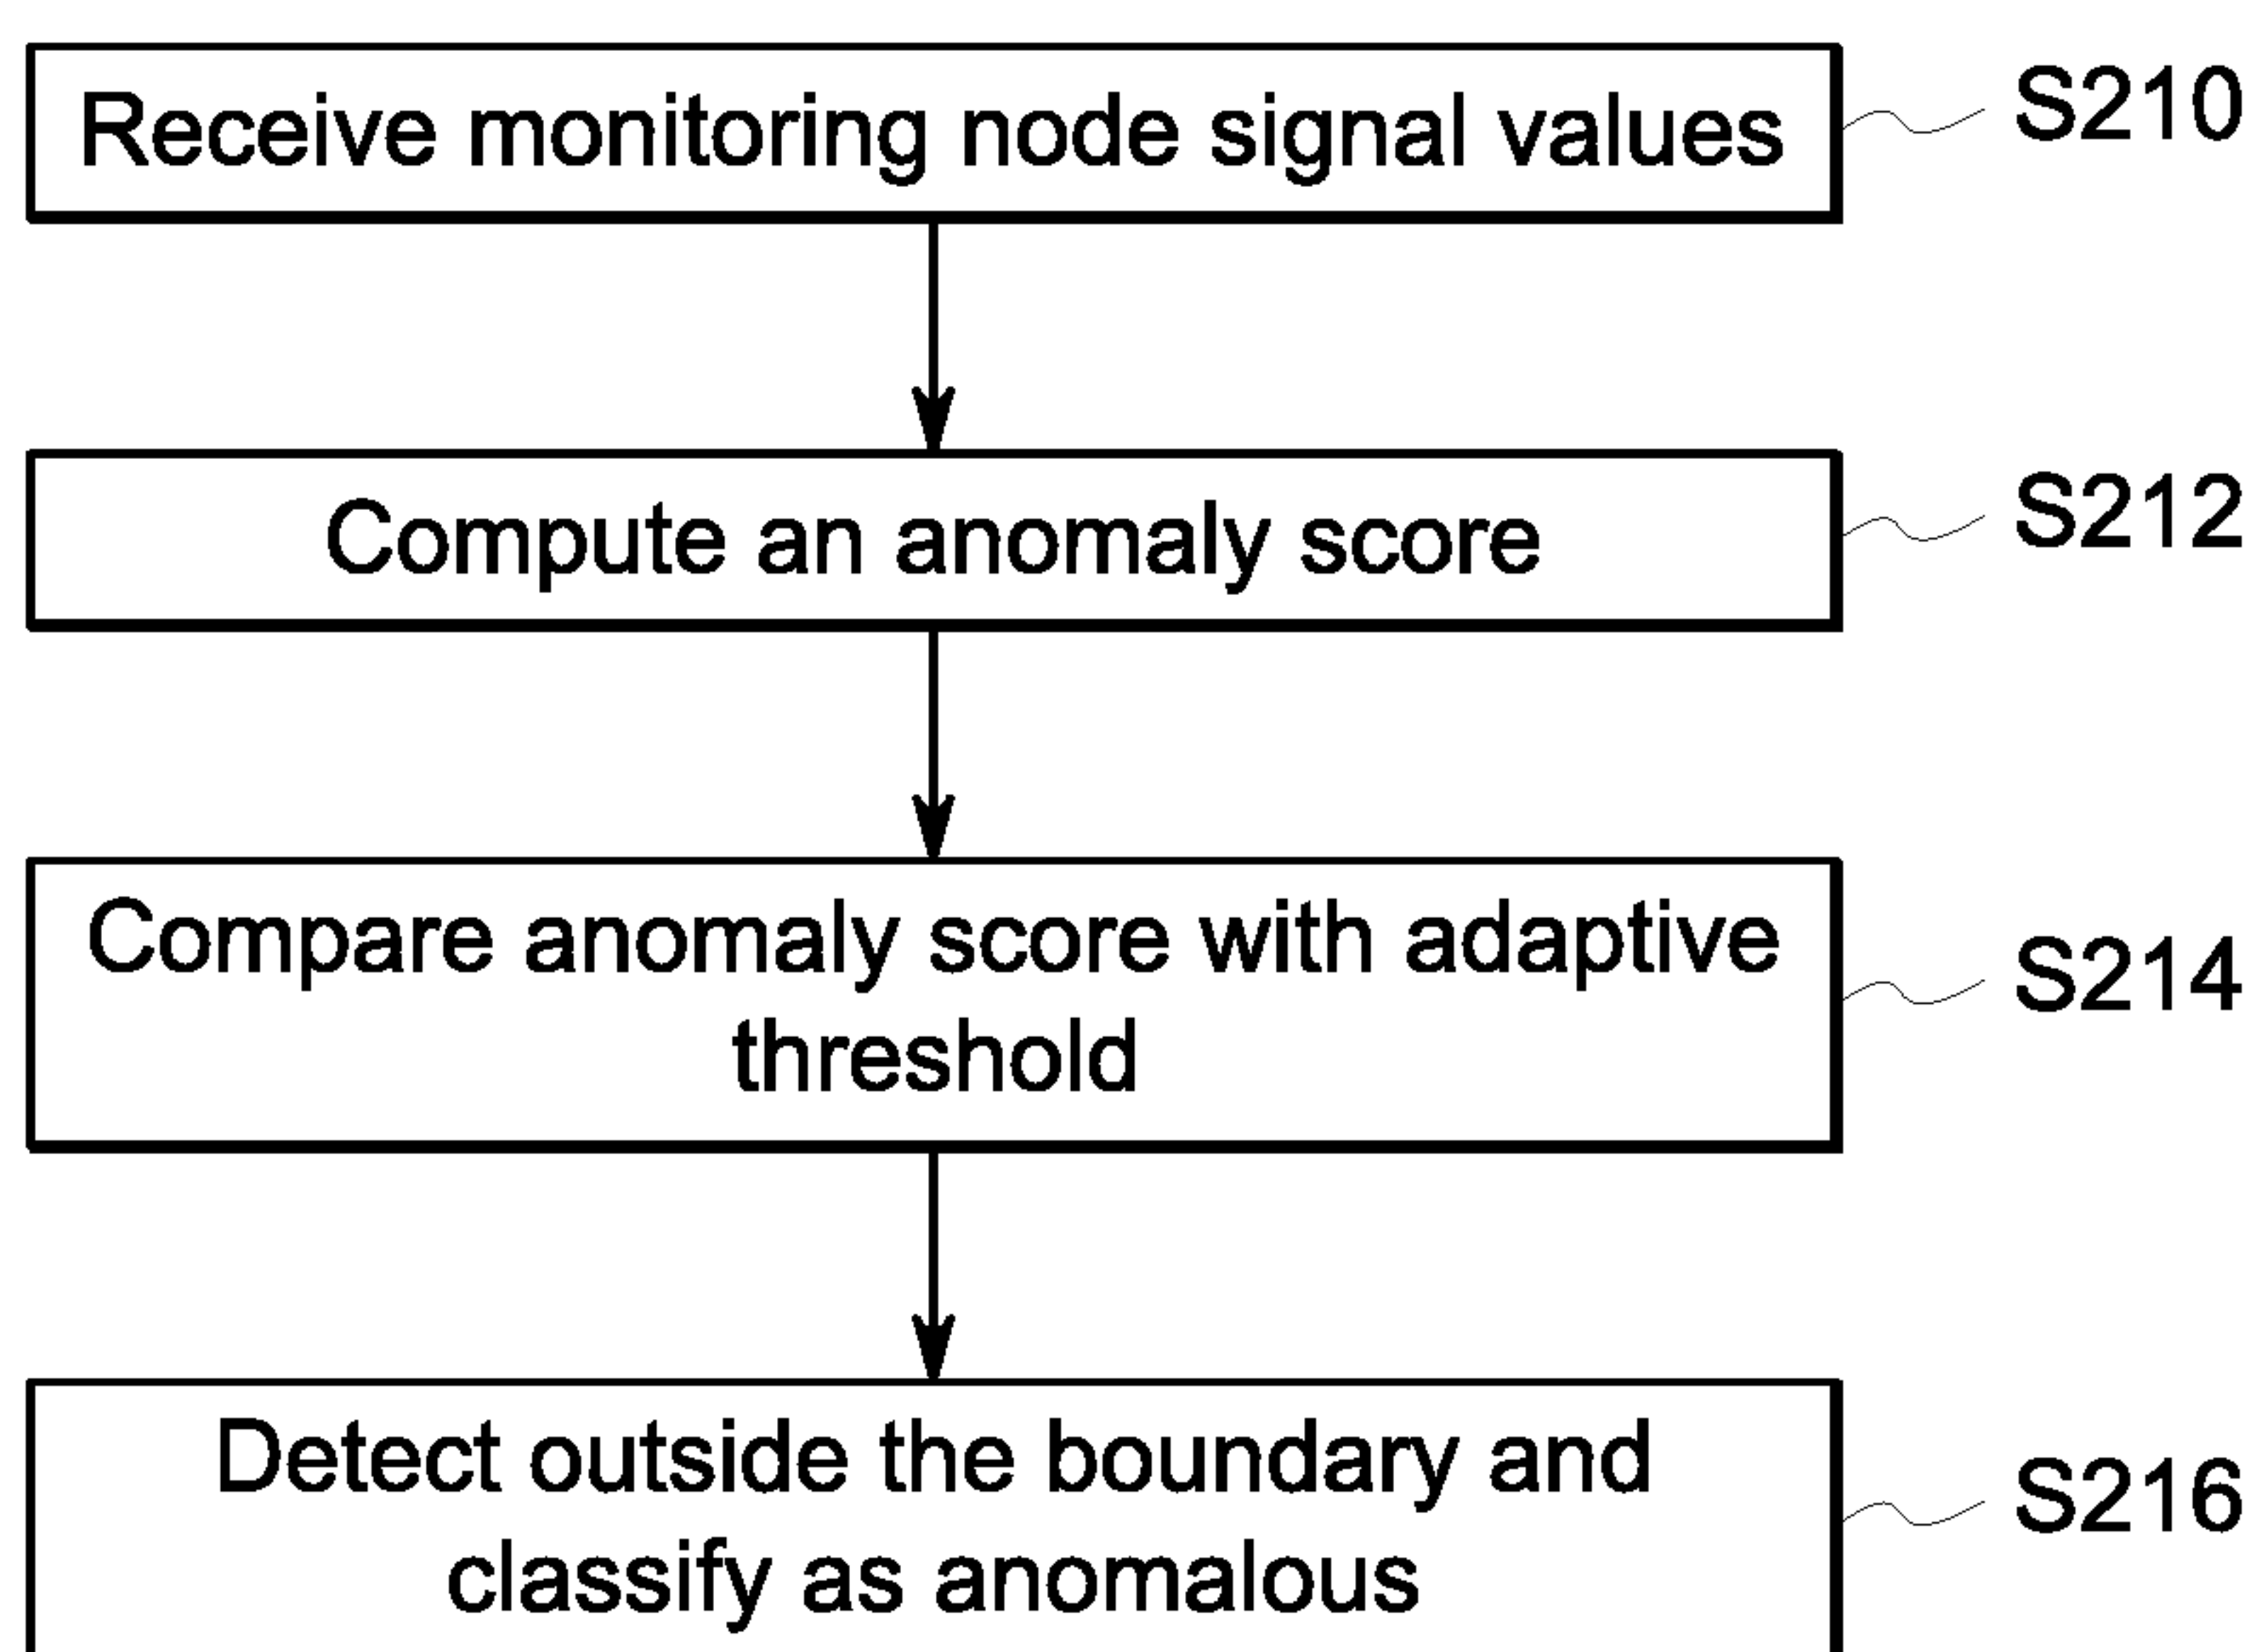 Receive monitoring node signal values
S210
Compute an anomaly score
S212
Compare anomaly score with adaptive
threshold
S214
Detect outside the boundary and
classify as anomalous
S216